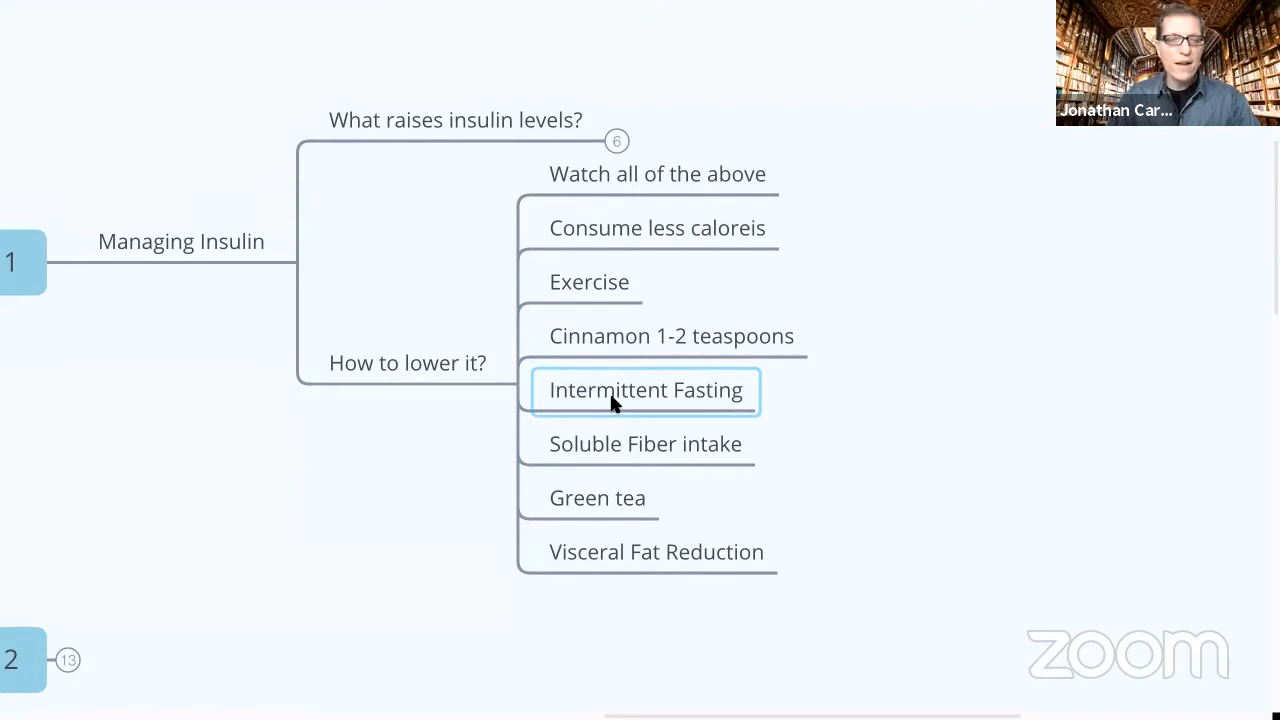 Jonathan Car...
What raises insulin levels?
6
Watch all of the above
Consume less caloreis
Managing Insulin
1
Exercise
Cinnamon 1-2 teaspoons
How to lower it?
Intermittent Fasting
Soluble Fiber intake
Green tea
Visceral Fat Reduction
2
13
zoom